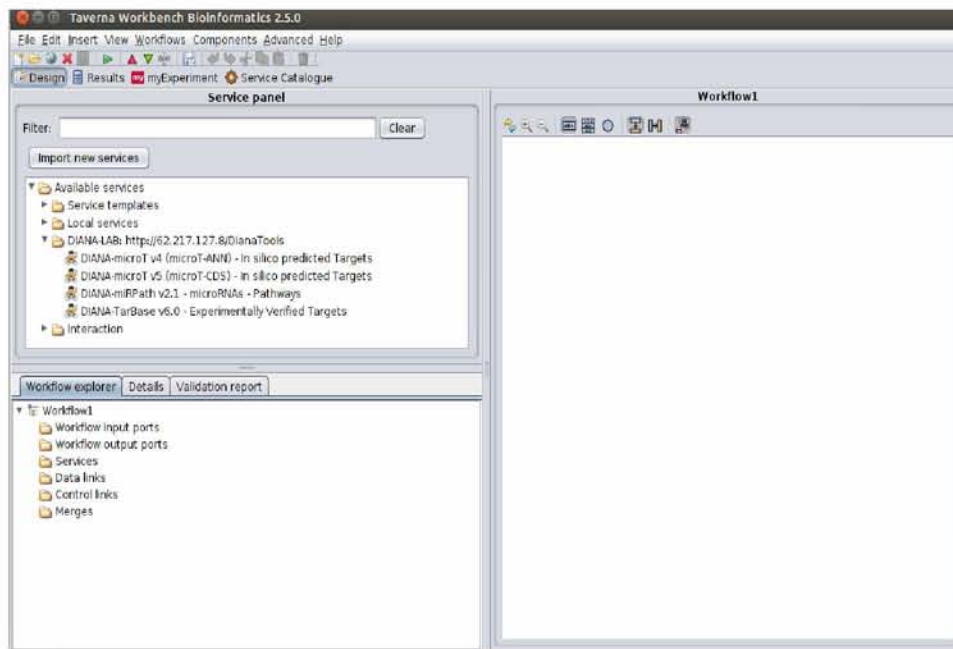 Taverna Workbench Bioinformatics 2.5.0
File Edit Insert View Workflows Components Advanced Help
Design Results my myExperiment Service Catalogue
Service panel
Filter: Clear
Import new services
Available services
Service templates
Local services
DIANA-LAB: http://62.217.127.8/DianaTools
DIANA-microT v4 (microT-ANN) - In silico predicted Targets
DIANA-microT v5 (microT-CDS) - In silico predicted Targets
DIANA-miRPath v2.1 - microRNAs - Pathways
DIANA-TarBase v6.0 - Experimentally Verified Targets
Interaction
Workflow explorer Details Validation report
Workflow1
Workflow input ports
Workflow output ports
Services
Data links
Control links
Merges
Workflow1